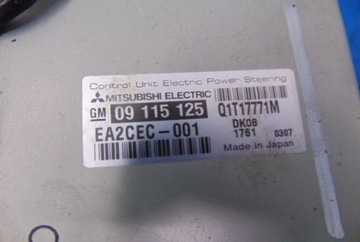 Control Unit Electric Power Steering
MITSUBISHI ELECTRIC
GM 09 115 125 Q1T17771M
EA2CEC-001 DK08
1761 0307
Made in Japan